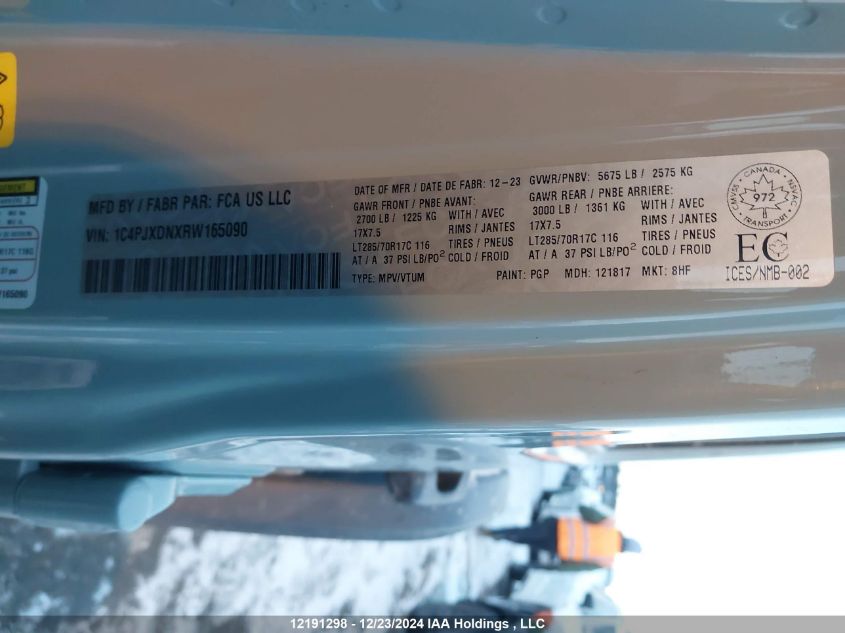 MFD BY / FABR PAR: FCA US LLC
VIN: 1C4PJXDNXRW165090
DATE OF MFR / DATE DE FABR: 12-23
GAWR FRONT / PNBE AVANT:
2700 LB / 1225 KG WITH / AVEC
17X7.5 RIMS / JANTES
LT285/70R17C 116 TIRES / PNEUS
AT / A 37 PSI LB/PO² COLD / FROID
TYPE: MPV/VTUM
GVWR/PNBV: 5675 LB / 2575 KG
GAWR REAR / PNBE ARRIERE:
3000 LB / 1361 KG WITH / AVEC
17X7.5 RIMS / JANTES
LT285/70R17C 116 TIRES / PNEUS
AT / A 37 PSI LB/PO² COLD / FROID
PAINT: PGP MDH: 121817 MKT: 8HF
CANADA
CMVSS NSVAC
972
TRANSPORT
EC
ICES/NMB-002
165090
12191298 - 12/23/2024 IAA Holdings , LLC